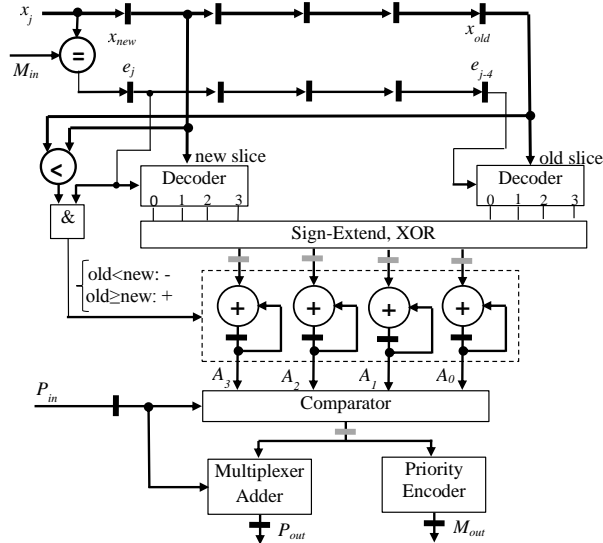 x_j
x_new
x_old
=
M_in
e_j
e_j-4
<
new slice
old slice
Decoder
Decoder
0 1 2 3
0 1 2 3
&
Sign-Extend, XOR
old<new: -
old≥new: +
+ + + +
A_3 A_2 A_1 A_0
P_in
Comparator
Multiplexer
Adder
Priority
Encoder
P_out
M_out